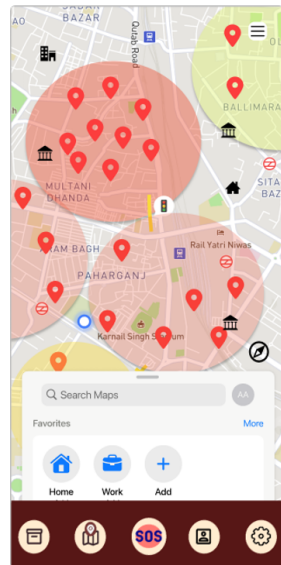 SADAR
BAZAR
Qutab Road
BALLIMARA
SITA
BAZ
MULTANI
DHANDA
Rail Yatri Niwas
RAM BAGH
PAHARGANJ
Karnail Singh
Search Maps
AA
Favorites
More
Home
Work
Add
SOS